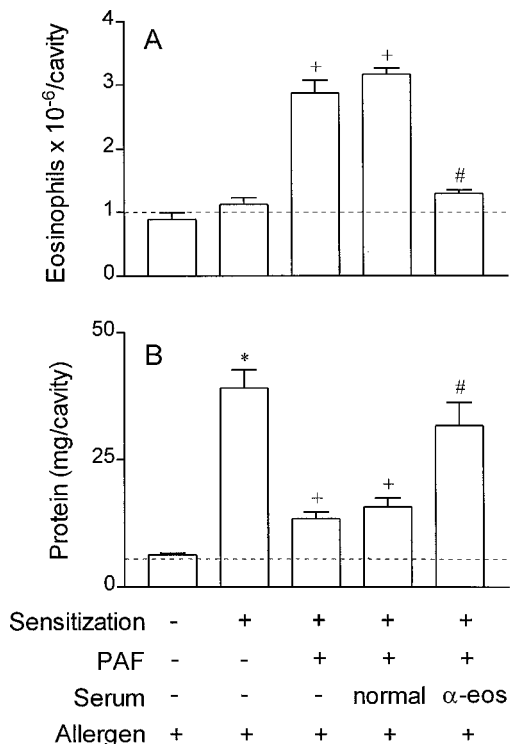 4
A
3
+ +
2
#
1
0
Eosinophils x 10-6/cavity
50
B
*
#
25
+ +
0
Protein (mg/cavity)
Sensitization - + + + +
PAF - - + + +
Serum - - - normal α-eos
Allergen + + + + +